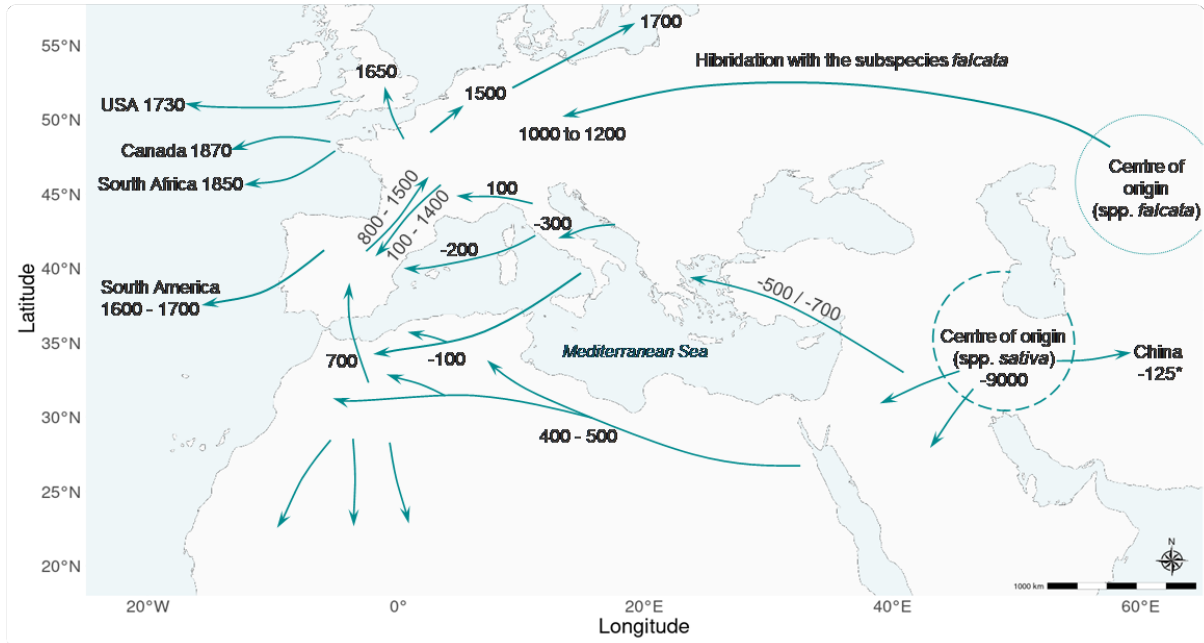 55°N
50°N
45°N
40°N
35°N
30°N
25°N
20°N
Latitude
1700
1650
Hibridation with the subspecies falcata
USA 1730
1500
1000 to 1200
Canada 1870
South Africa 1850
Centre of
origin
(spp. falcata)
800 - 1500
100 - 1400
100
-300
-200
South America
1600 - 1700
-500 / -700
700
-100
Mediterranean Sea
Centre of origin
(spp. sativa)
-9000
China
-125*
400 - 500
N
1000 km
20°W
0°
20°E
40°E
60°E
Longitude